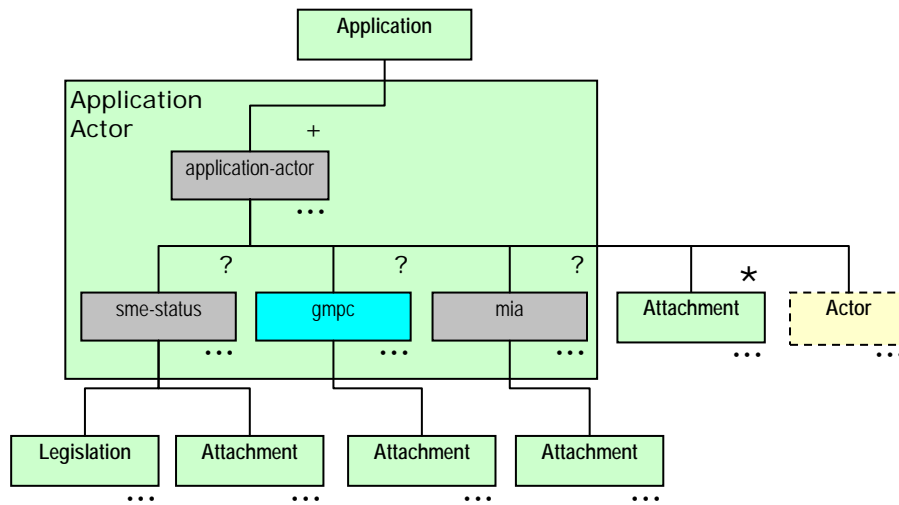 Application
Application
Actor
+
application-actor
...
? ? ? *
sme-status gmpc mia Attachment Actor
... ... ... ... ...
Legislation Attachment Attachment Attachment
... ... ... ...